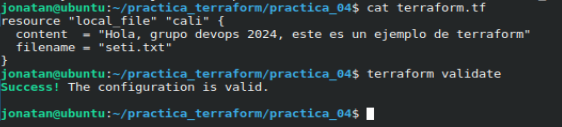 jonatan@ubuntu:~/practica_terraform/practica_04$ cat terraform.tf
resource "local_file" "cali" {
  content  = "Hola, grupo devops 2024, este es un ejemplo de terraform"
  filename = "seti.txt"
}
jonatan@ubuntu:~/practica_terraform/practica_04$ terraform validate
Success! The configuration is valid.

jonatan@ubuntu:~/practica_terraform/practica_04$